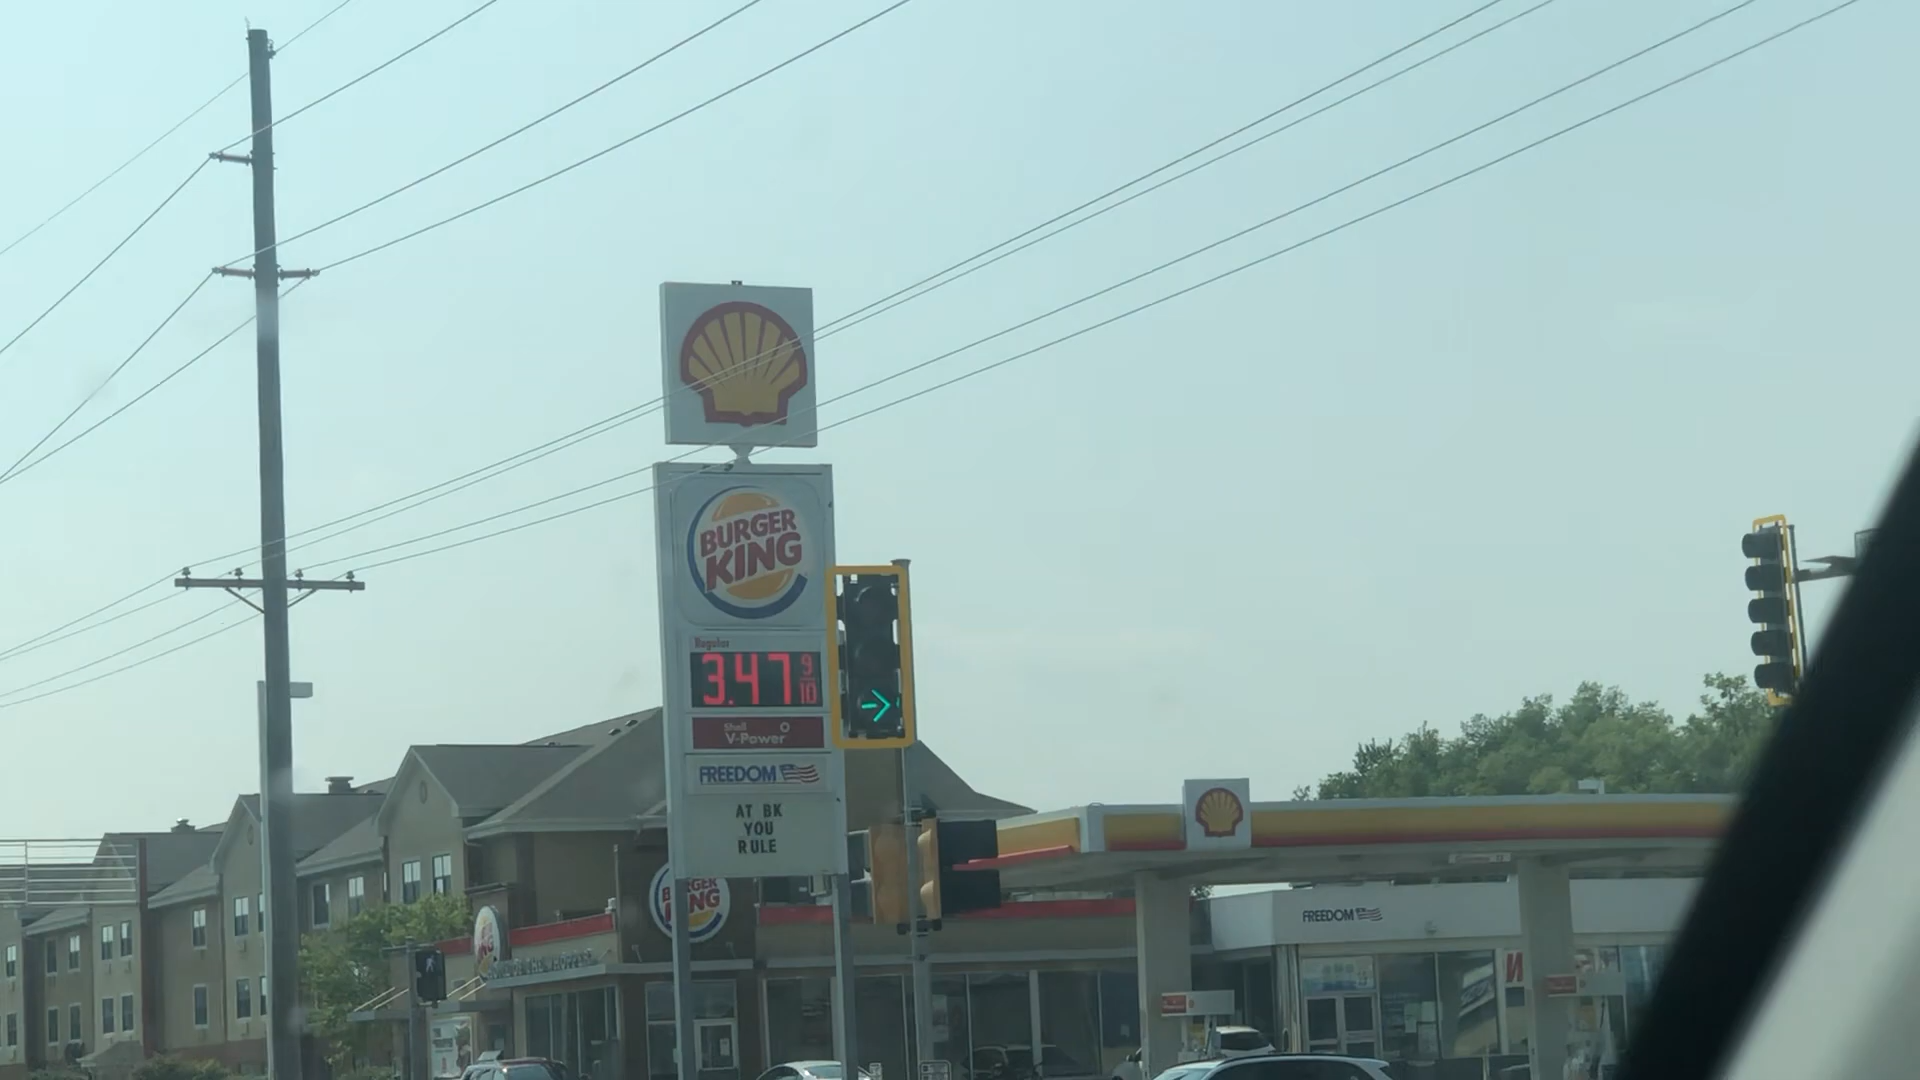 BURGER
KING
Regular
3.47 9/10
Shell
V-Power
FREEDOM
AT BK
YOU
RULE
BURGER
KING
FREEDOM